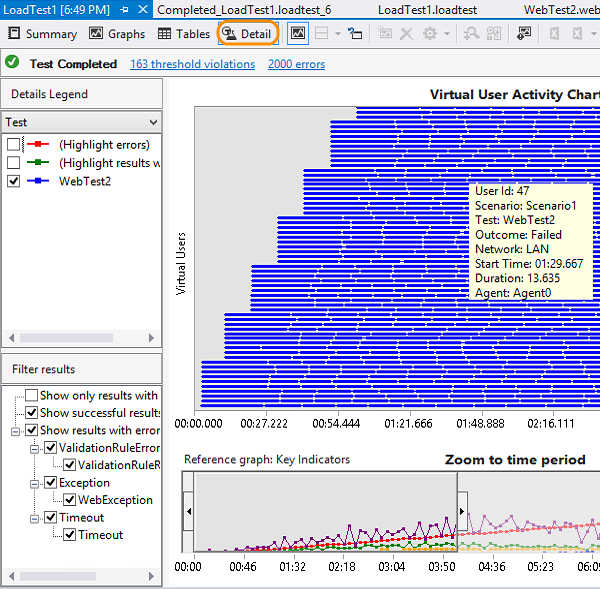 LoadTest1 [6:49 PM] Completed_LoadTest1.loadtest_6 LoadTest1.loadtest WebTest2.web
Summary Graphs Tables Detail
Test Completed 163 threshold violations 2000 errors
Details Legend
Test
(Highlight errors)
(Highlight results w
WebTest2
Filter results
Show only results with
Show successful results
Show results with error
ValidationRuleError
ValidationRuleR
Exception
WebException
Timeout
Timeout
Virtual User Activity Chart
Virtual Users
User Id: 47
Scenario: Scenario1
Test: WebTest2
Outcome: Failed
Network: LAN
Start Time: 01:29.667
Duration: 13.635
Agent: Agent0
00:00.000 00:27.222 00:54.444 01:21.666 01:48.888 02:16.111
Reference graph: Key Indicators Zoom to time period
00:00 00:46 01:32 02:18 03:04 03:50 04:36 05:23 06:09